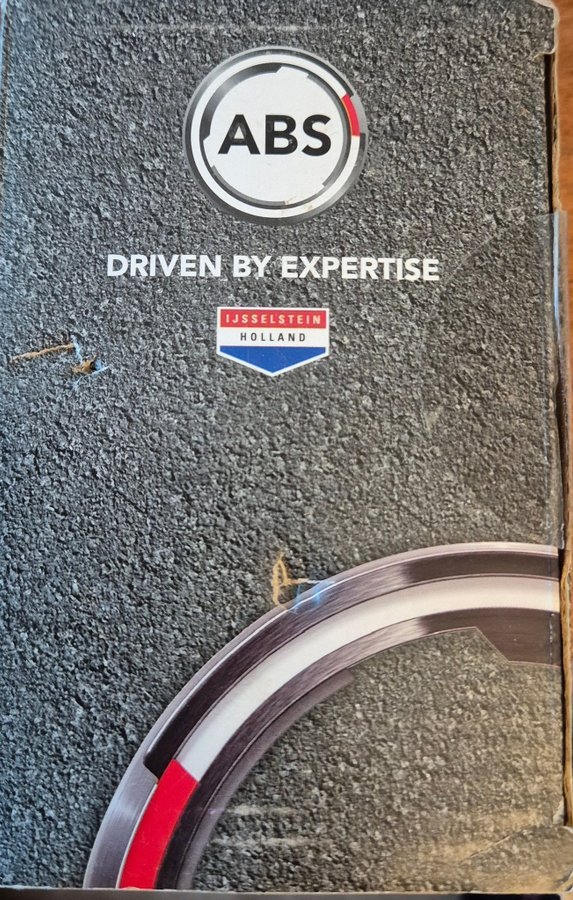 ABS
DRIVEN BY EXPERTISE
IJSSELSTEIN
HOLLAND